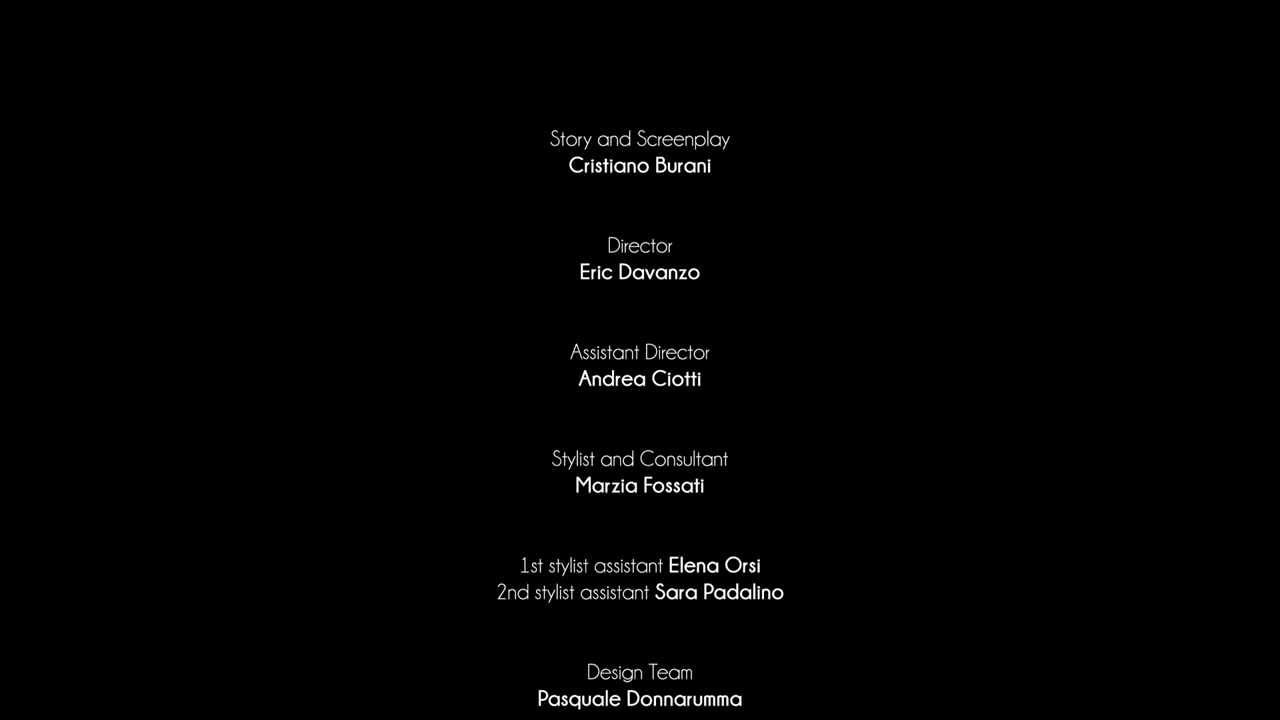 Story and Screenplay
Cristiano Burani
Director
Eric Davanzo
Assistant Director
Andrea Ciotti
Stylist and Consultant
Marzia Fossati
1st stylist assistant Elena Orsi
2nd stylist assistant Sara Padalino
Design Team
Pasquale Donnarumma